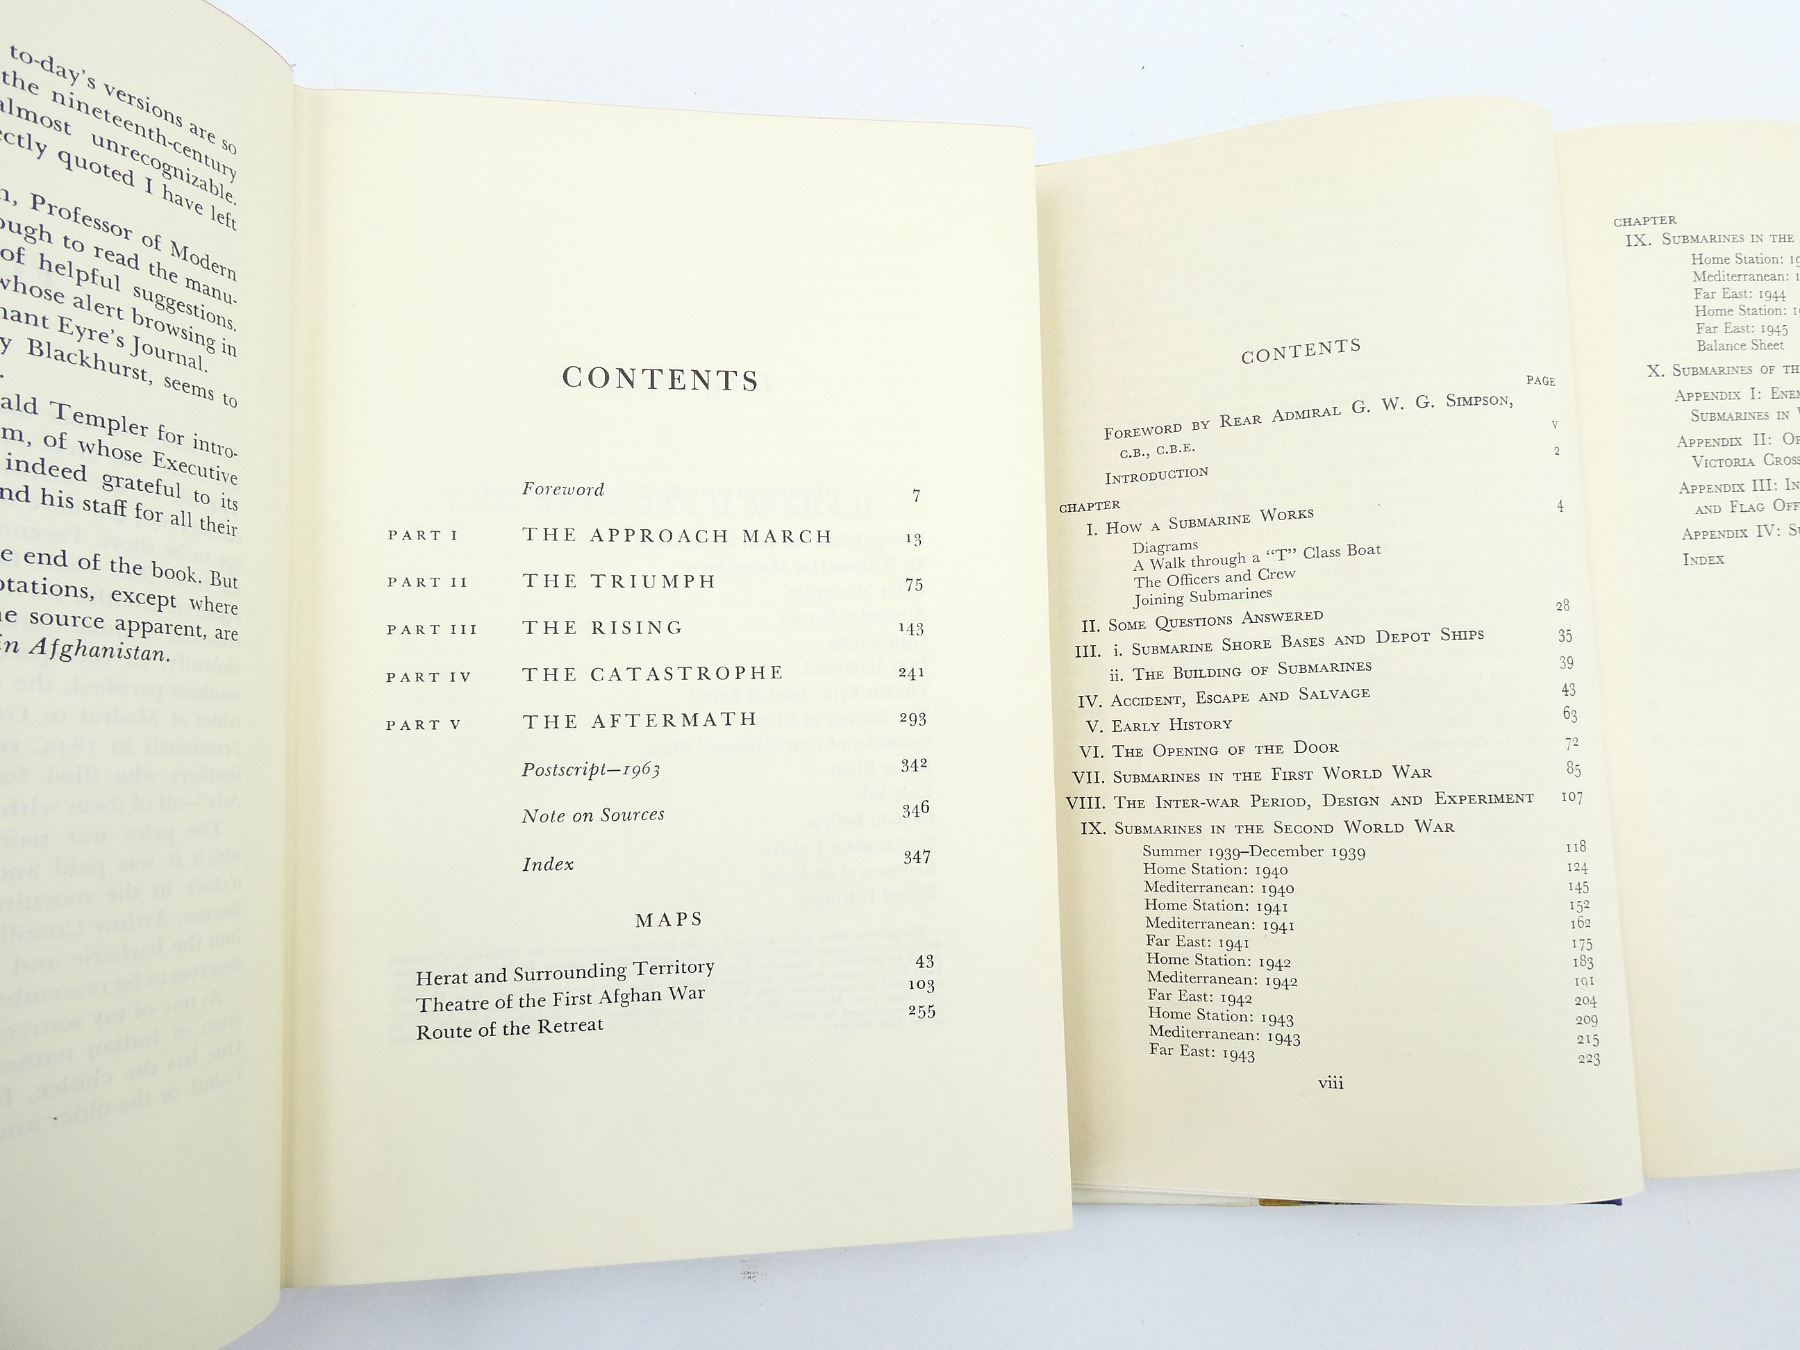 to-day's versions are so
the nineteenth-century
almost unrecognizable.
quoted I have left
Professor of Modern
to read the manu-
of helpful suggestions.
whose alert browsing in
Eyre's Journal.
Blackhurst, seems to
Templer for intro-
of whose Executive
indeed grateful to its
and his staff for all their
end of the book. But
except where
source apparent, are
in Afghanistan.
CONTENTS
Foreword 7
PART I THE APPROACH MARCH 13
PART II THE TRIUMPH 75
PART III THE RISING 143
PART IV THE CATASTROPHE 241
PART V THE AFTERMATH 293
Postscript—1963 342
Note on Sources 346
Index 347
MAPS
Herat and Surrounding Territory 43
Theatre of the First Afghan War 103
Route of the Retreat 255
CONTENTS
PAGE
FOREWORD BY REAR ADMIRAL G. W. G. SIMPSON,
C.B., C.B.E. v
INTRODUCTION 2
CHAPTER
I. HOW A SUBMARINE WORKS 4
Diagrams
A Walk through a "T" Class Boat
The Officers and Crew
Joining Submarines
II. SOME QUESTIONS ANSWERED 28
III. i. SUBMARINE SHORE BASES AND DEPOT SHIPS 35
ii. THE BUILDING OF SUBMARINES 39
IV. ACCIDENT, ESCAPE AND SALVAGE 43
V. EARLY HISTORY 63
VI. THE OPENING OF THE DOOR 72
VII. SUBMARINES IN THE FIRST WORLD WAR 85
VIII. THE INTER-WAR PERIOD, DESIGN AND EXPERIMENT 107
IX. SUBMARINES IN THE SECOND WORLD WAR
Summer 1939–December 1939 118
Home Station: 1940 124
Mediterranean: 1940 145
Home Station: 1941 152
Mediterranean: 1941 162
Far East: 1941 175
Home Station: 1942 183
Mediterranean: 1942 191
Far East: 1942 204
Home Station: 1943 209
Mediterranean: 1943 215
Far East: 1943 223
viii
CHAPTER
IX. SUBMARINES IN THE
Home Station:
Mediterranean:
Far East: 1944
Home Station:
Far East: 1945
Balance Sheet
X. SUBMARINES OF
APPENDIX I:
SUBMARINES IN
APPENDIX II:
VICTORIA
APPENDIX III:
AND FLAG
APPENDIX IV:
INDEX